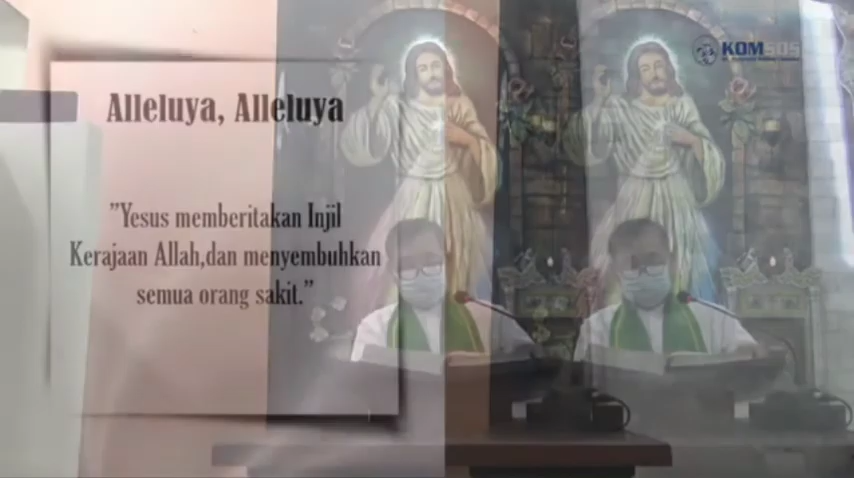 Alleluya, Alleluya
"Yesus memberitakan Injil
Kerajaan Allah,dan menyembuhkan
semua orang sakit."
KOMSOS